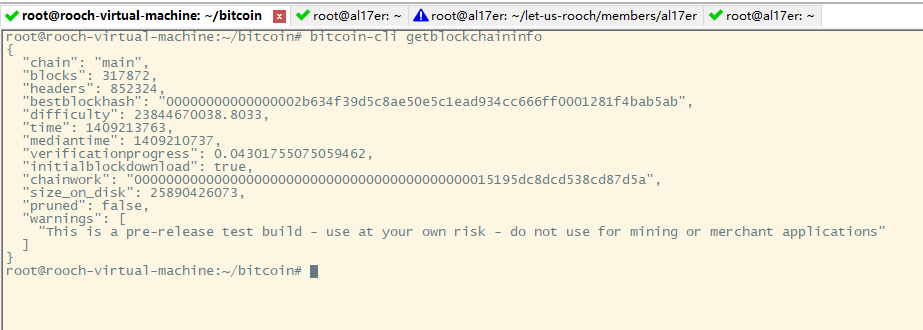 root@rooch-virtual-machine: ~/bitcoin x root@al17er: ~ root@al17er: ~/let-us-rooch/members/al17er root@al17er: ~
root@rooch-virtual-machine:~/bitcoin# bitcoin-cli getblockchaininfo
{
  "chain": "main",
  "blocks": 317872,
  "headers": 852324,
  "bestblockhash": "00000000000000002b634f39d5c8ae50e5c1ead934cc666ff0001281f4bab5ab",
  "difficulty": 23844670038.8033,
  "time": 1409213763,
  "mediantime": 1409210737,
  "verificationprogress": 0.04301755075059462,
  "initialblockdownload": true,
  "chainwork": "000000000000000000000000000000000000000000015195dc8dcd538cd87d5a",
  "size_on_disk": 25890426073,
  "pruned": false,
  "warnings": [
    "This is a pre-release test build - use at your own risk - do not use for mining or merchant applications"
  ]
}
root@rooch-virtual-machine:~/bitcoin#